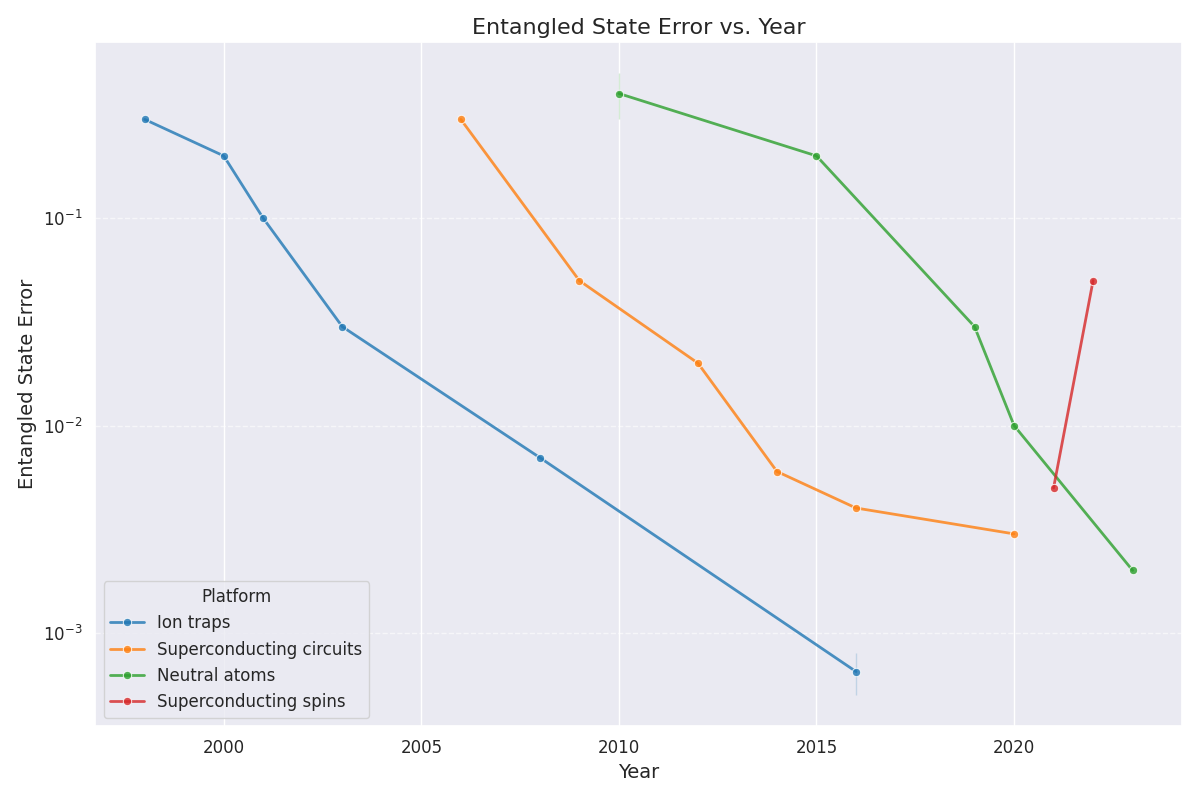 Entangled State Error vs. Year
Entangled State Error
10⁻¹
10⁻²
10⁻³
Platform
Ion traps
Superconducting circuits
Neutral atoms
Superconducting spins
2000 2005 2010 2015 2020
Year